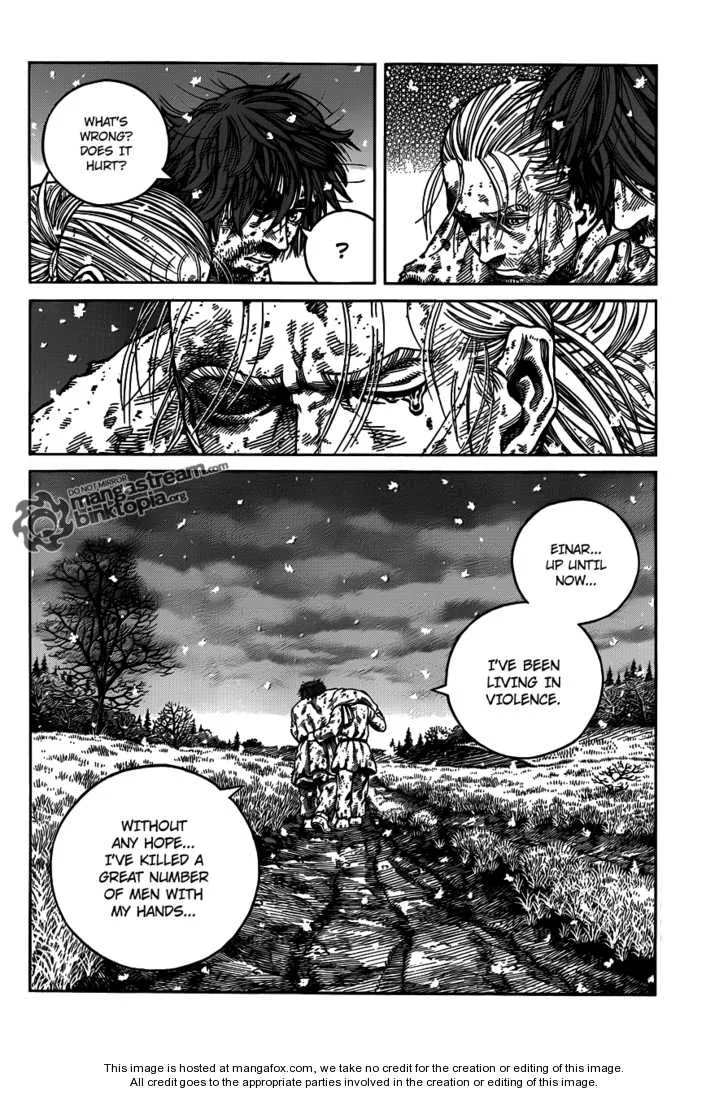 WHAT'S
WRONG?
DOES IT
HURT?
?
DO NOT MIRROR
mang3stream.com
binktopia.org
EINAR...
UP UNTIL
NOW...
I'VE BEEN
LIVING IN
VIOLENCE.
WITHOUT
ANY HOPE...
I'VE KILLED A
GREAT NUMBER
OF MEN WITH
MY HANDS...
This image is hosted at mangafox.com, we take no credit for the creation or editing of this image.
All credit goes to the appropriate parties involved in the creation or editing of this image.